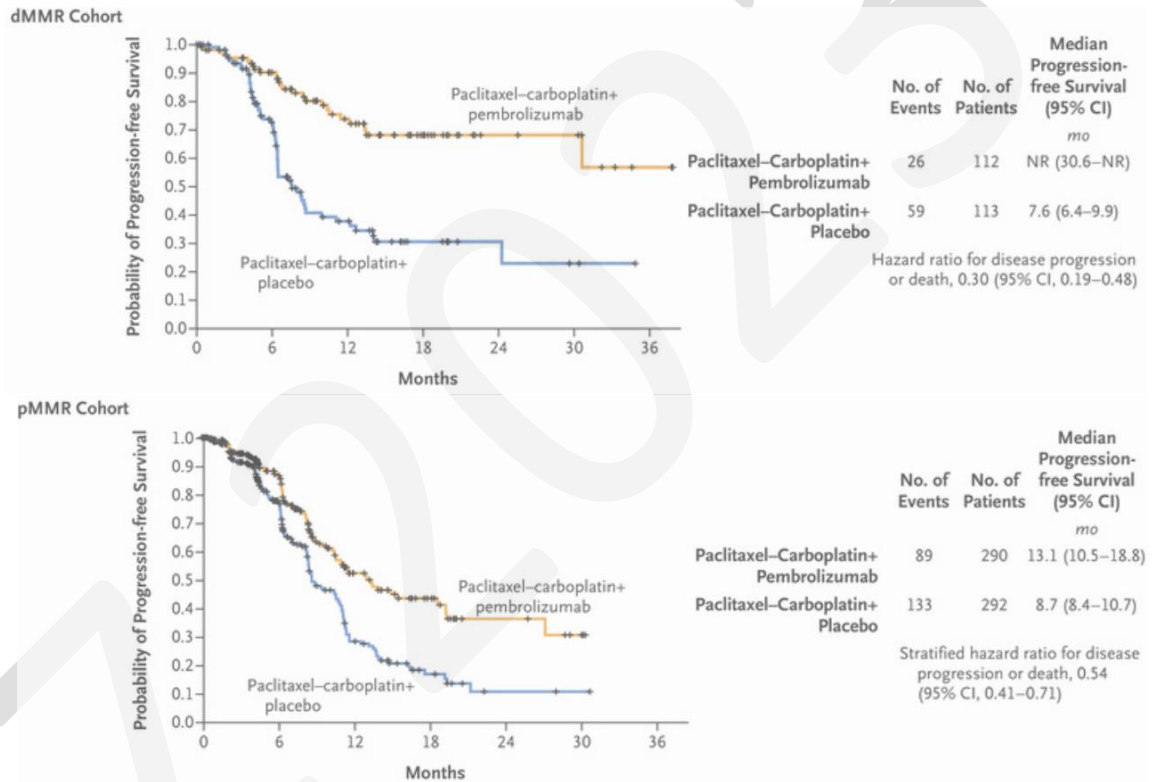 dMMR Cohort
Probability of Progression-free Survival
1.0
0.9
0.8
0.7
0.6
0.5
0.4
0.3
0.2
0.1
0.0
0 6 12 18 24 30 36
Months
Paclitaxel–carboplatin+
pembrolizumab
Paclitaxel–carboplatin+
placebo
No. of
Events
No. of
Patients
Median
Progression-
free Survival
(95% CI)
mo
Paclitaxel–Carboplatin+
Pembrolizumab
26 112 NR (30.6–NR)
Paclitaxel–Carboplatin+
Placebo
59 113 7.6 (6.4–9.9)
Hazard ratio for disease progression
or death, 0.30 (95% CI, 0.19–0.48)
pMMR Cohort
Probability of Progression-free Survival
1.0
0.9
0.8
0.7
0.6
0.5
0.4
0.3
0.2
0.1
0.0
0 6 12 18 24 30 36
Months
Paclitaxel–carboplatin+
pembrolizumab
Paclitaxel–carboplatin+
placebo
No. of
Events
No. of
Patients
Median
Progression-
free Survival
(95% CI)
mo
Paclitaxel–Carboplatin+
Pembrolizumab
89 290 13.1 (10.5–18.8)
Paclitaxel–Carboplatin+
Placebo
133 292 8.7 (8.4–10.7)
Stratified hazard ratio for disease
progression or death, 0.54
(95% CI, 0.41–0.71)